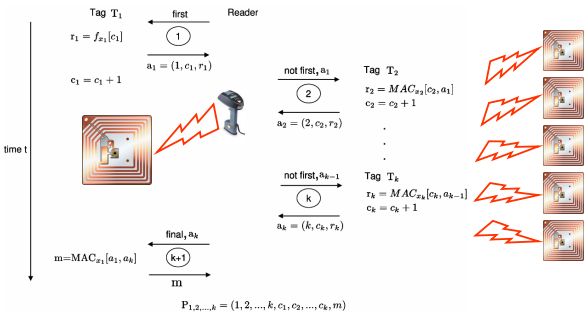 Tag T₁
first
Reader
r₁ = fₓ₁[c₁]
1
a₁ = (1, c₁, r₁)
c₁ = c₁ + 1
not first, a₁
Tag T₂
2
r₂ = MACₓ₂[c₂, a₁]
c₂ = c₂ + 1
a₂ = (2, c₂, r₂)
.
.
.
time t
not first, aₖ₋₁
Tag Tₖ
k
rₖ = MACₓₖ[cₖ, aₖ₋₁]
cₖ = cₖ + 1
aₖ = (k, cₖ, rₖ)
final, aₖ
m=MACₓ₁[a₁, aₖ]
k+1
m
P₁,₂,...,ₖ = (1, 2, ..., k, c₁, c₂, ..., cₖ, m)